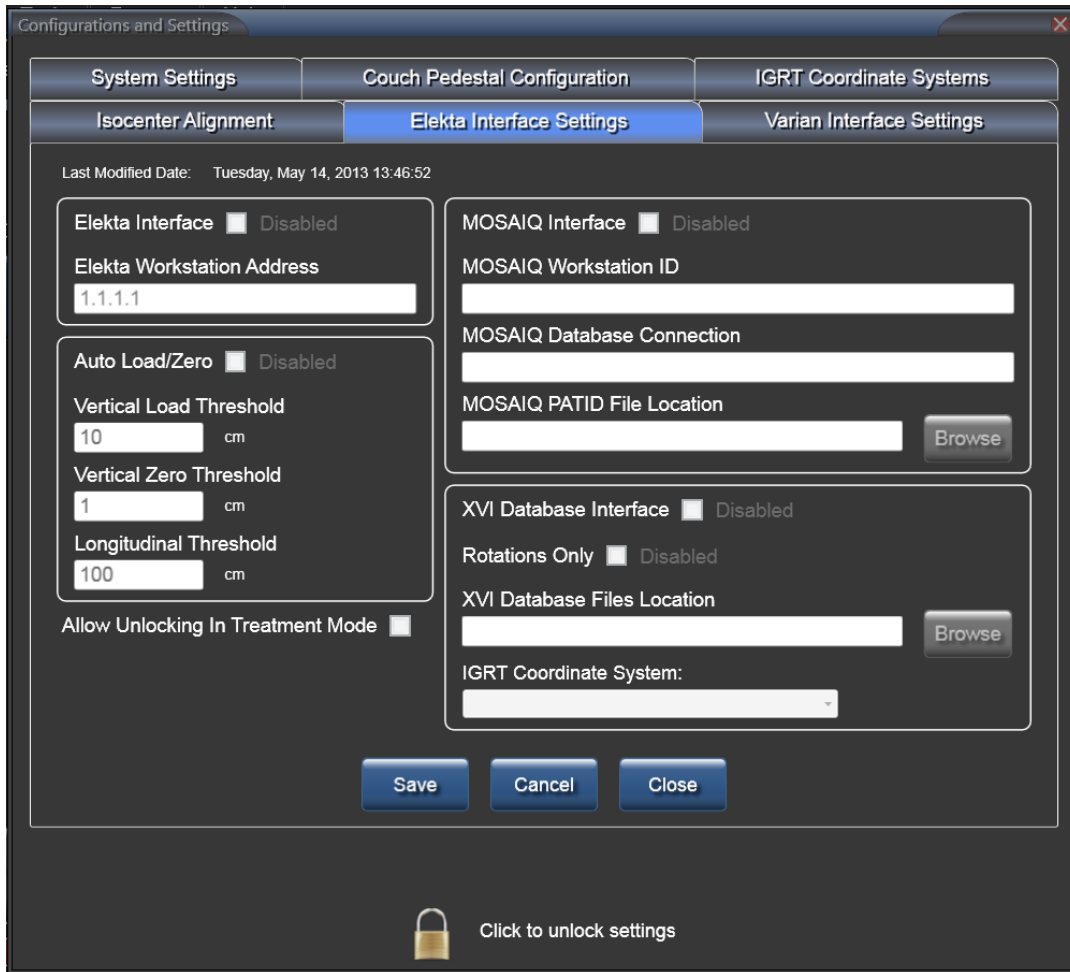 Configurations and Settings
System Settings
Couch Pedestal Configuration
IGRT Coordinate Systems
Isocenter Alignment
Elekta Interface Settings
Varian Interface Settings
Last Modified Date: Tuesday, May 14, 2013 13:46:52
Elekta Interface Disabled
Elekta Workstation Address
1.1.1.1
Auto Load/Zero Disabled
Vertical Load Threshold
10 cm
Vertical Zero Threshold
1 cm
Longitudinal Threshold
100 cm
Allow Unlocking In Treatment Mode
MOSAIQ Interface Disabled
MOSAIQ Workstation ID
MOSAIQ Database Connection
MOSAIQ PATID File Location
Browse
XVI Database Interface Disabled
Rotations Only Disabled
XVI Database Files Location
Browse
IGRT Coordinate System:
Save
Cancel
Close
Click to unlock settings